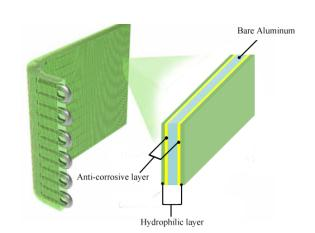 Bare Aluminum
Anti-corrosive layer
Hydrophilic layer